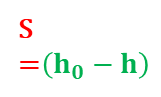 S
=(h₀ − h)